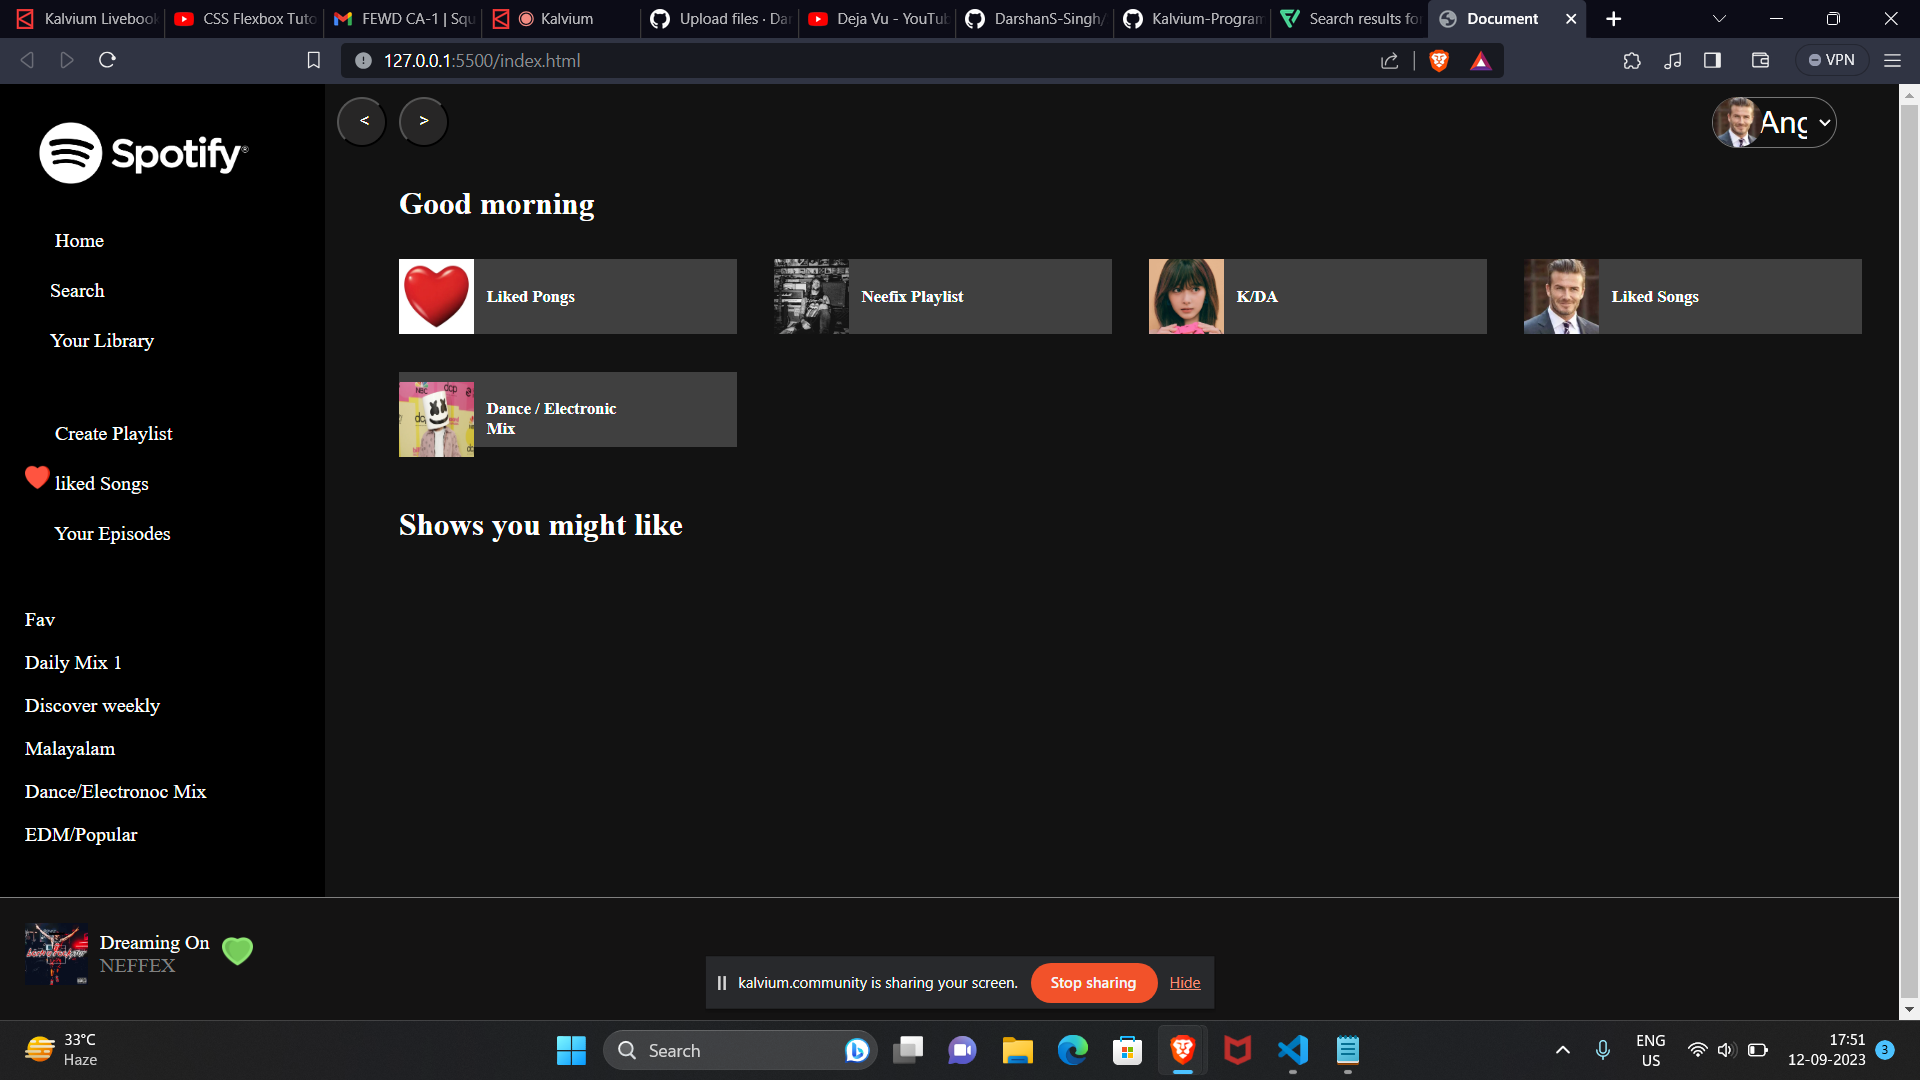 Kalvium Livebook
CSS Flexbox Tuto
FEWD CA-1 | Squ
Kalvium
Upload files · Dar
Deja Vu - YouTub
DarshanS-Singh/
Kalvium-Program
Search results for
Document
127.0.0.1:5500/index.html
VPN
Spotify®
< >
Ang
Good morning
Home
Search
Your Library
Liked Pongs
Neefix Playlist
K/DA
Liked Songs
Dance / Electronic
Mix
Create Playlist
liked Songs
Your Episodes
Shows you might like
Fav
Daily Mix 1
Discover weekly
Malayalam
Dance/Electronoc Mix
EDM/Popular
Dreaming On
NEFFEX
kalvium.community is sharing your screen.
Stop sharing
Hide
33°C
Haze
Search
ENG
US
17:51
12-09-2023
3